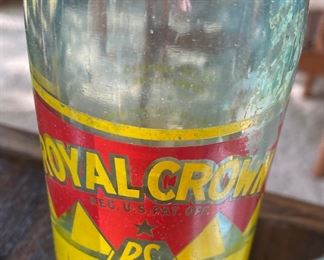 ROYAL CROWN
REG. U.S. PAT. OFF.
RC